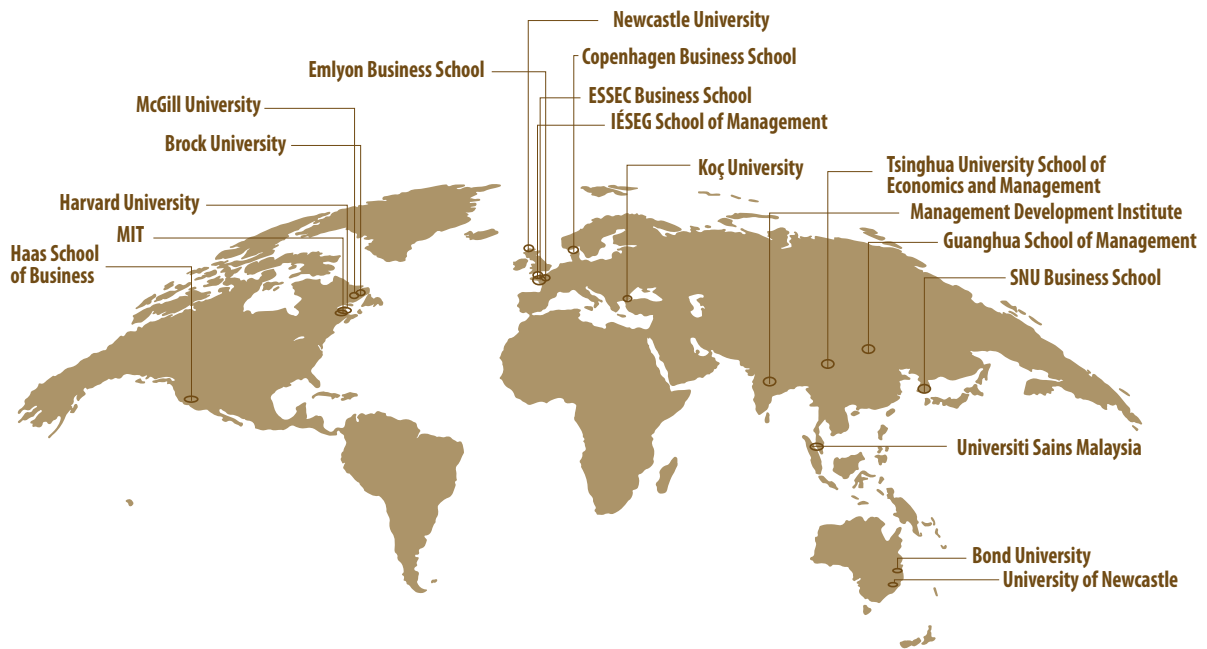 Newcastle University
Copenhagen Business School
Emlyon Business School
ESSEC Business School
McGill University
IÉSEG School of Management
Brock University
Koç University
Tsinghua University School of
Economics and Management
Harvard University
Management Development Institute
MIT
Guanghua School of Management
Haas School
of Business
SNU Business School
Universiti Sains Malaysia
Bond University
University of Newcastle